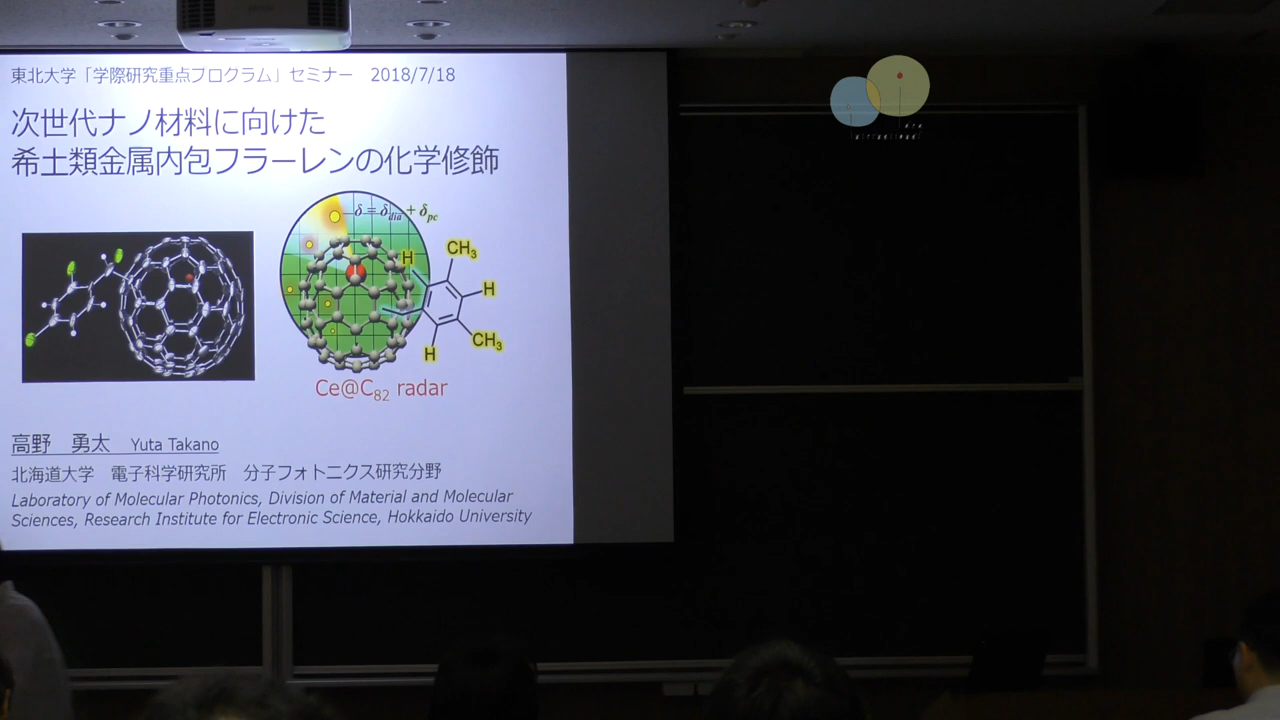 東北大学「学際研究重点プログラム」セミナー 2018/7/18
次世代ナノ材料に向けた
希土類金属内包フラーレンの化学修飾
δ = δdia + δpc
CH3
H
H
CH3
H
Ce@C82 radar
高野 勇太 Yuta Takano
北海道大学 電子科学研究所 分子フォトニクス研究分野
Laboratory of Molecular Photonics, Division of Material and Molecular
Sciences, Research Institute for Electronic Science, Hokkaido University